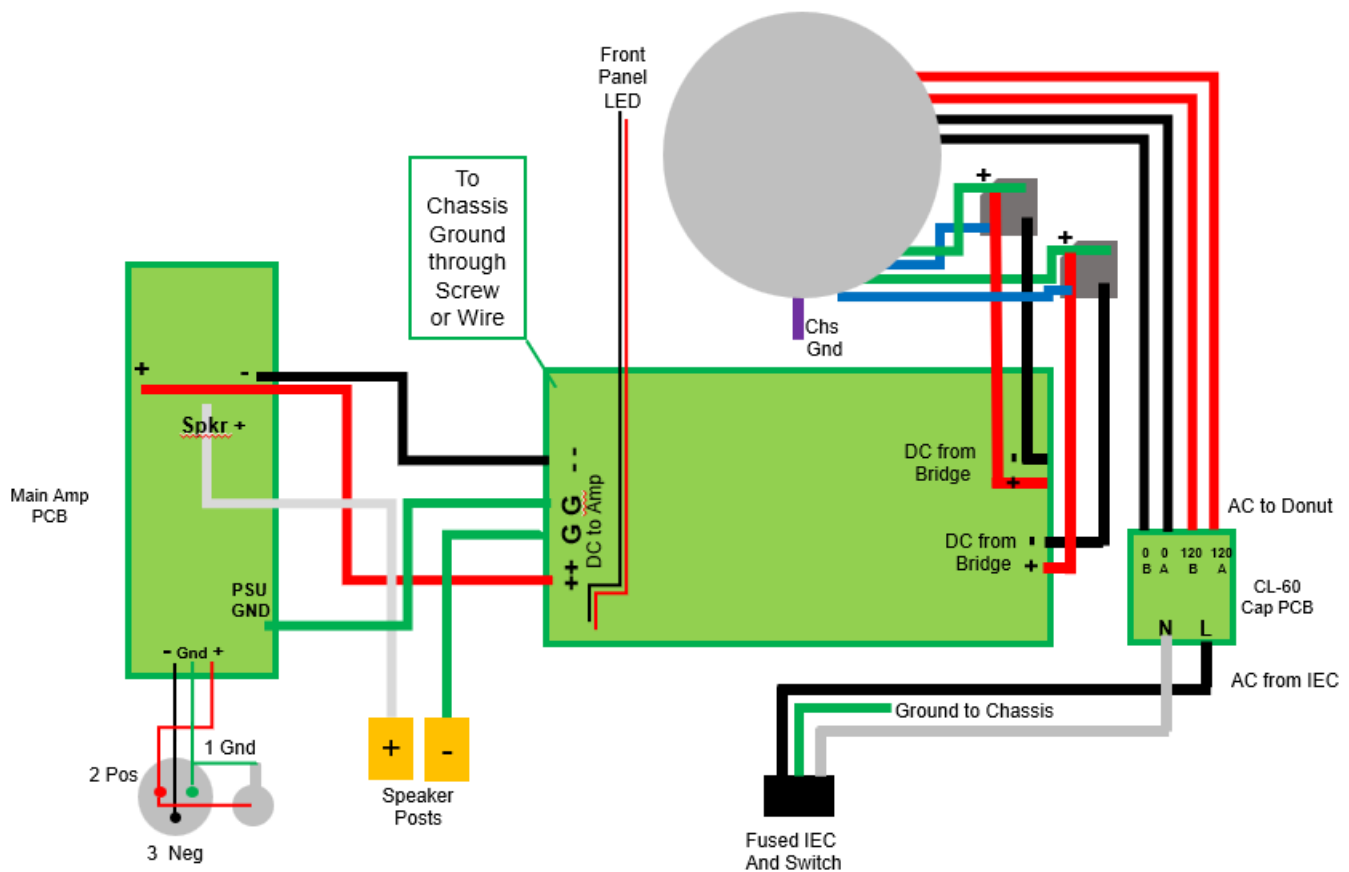 Front
Panel
LED
To
Chassis
Ground
through
Screw
or Wire
+
+
Chs
Gnd
+
-
Spkr +
Main Amp
PCB
PSU
GND
- Gnd +
- -
G G
++
DC to Amp
DC from
Bridge
-
+
DC from
Bridge
-
+
AC to Donut
0 0 120 120
B A B A
CL-60
Cap PCB
N L
AC from IEC
Ground to Chassis
1 Gnd
2 Pos
3 Neg
+ -
Speaker
Posts
Fused IEC
And Switch